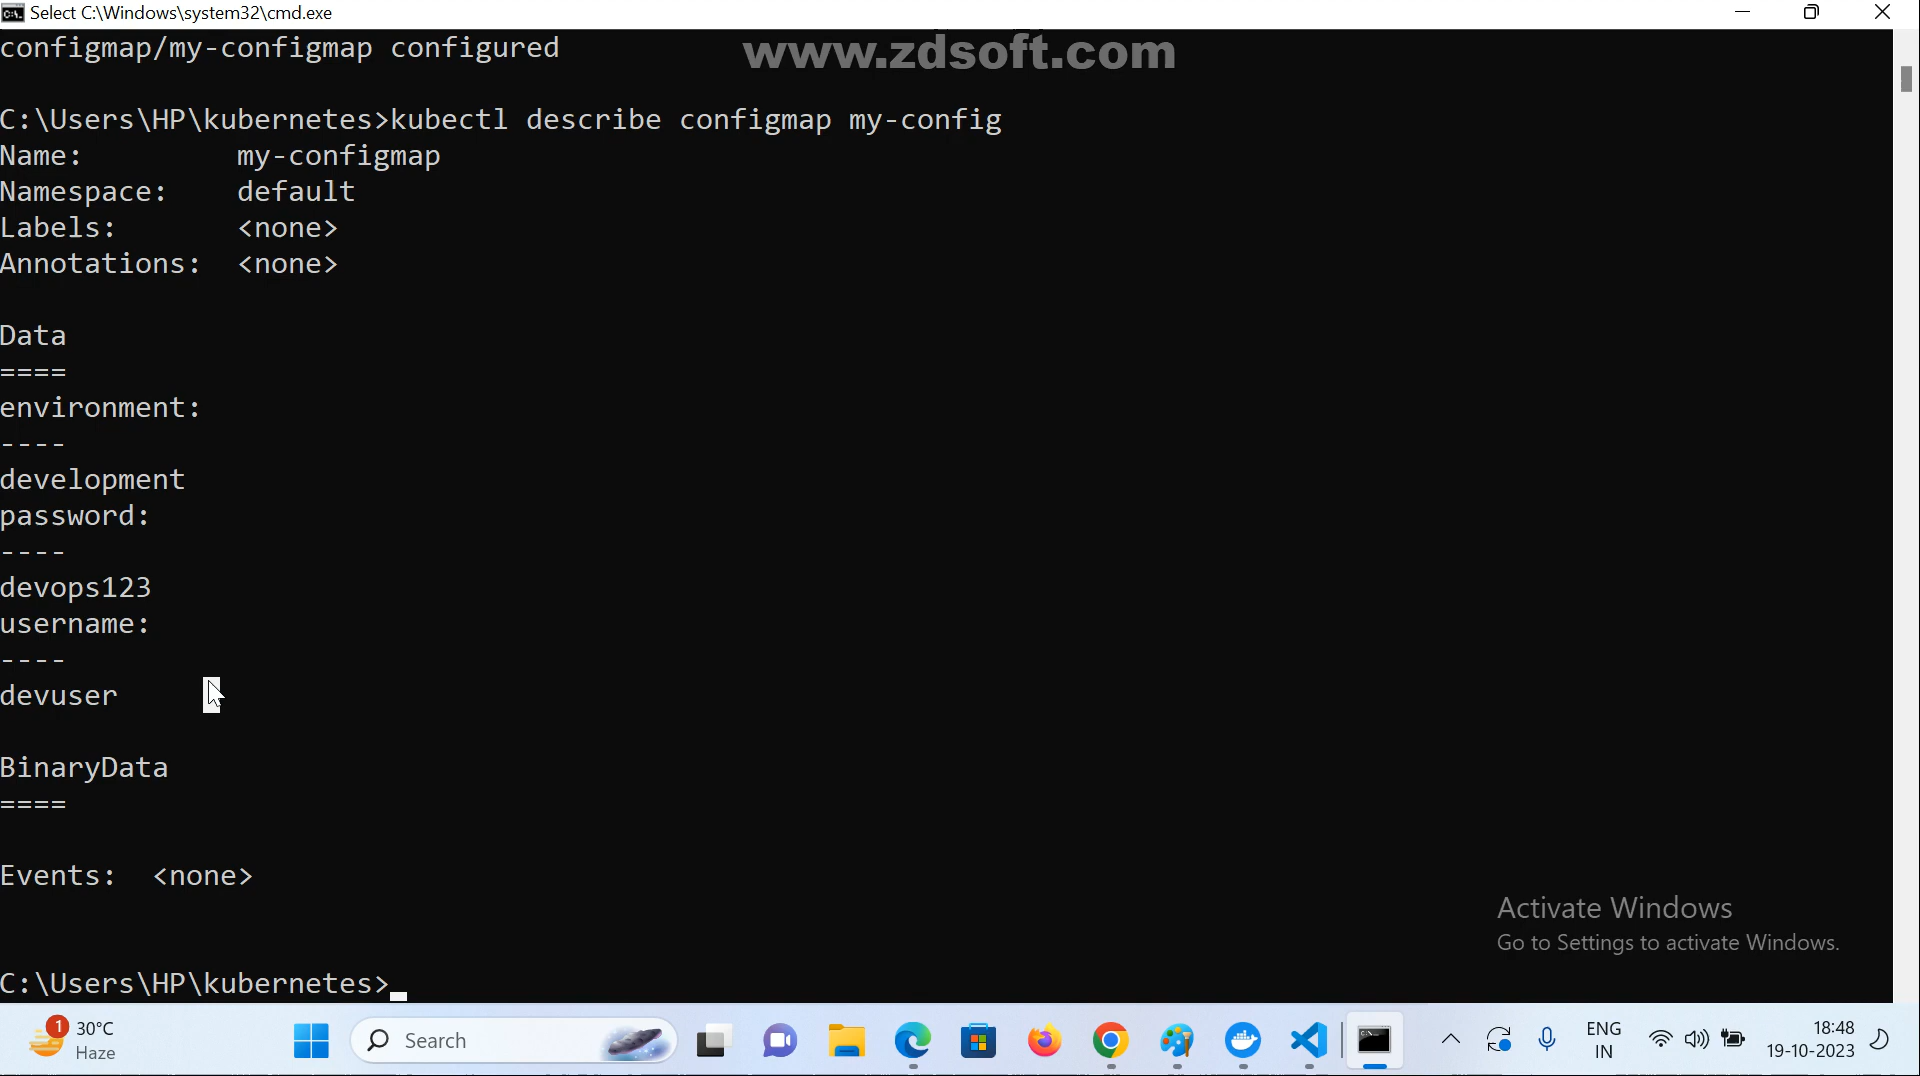 Select C:\Windows\system32\cmd.exe
configmap/my-configmap configured
www.zdsoft.com
C:\Users\HP\kubernetes>kubectl describe configmap my-config
Name:         my-configmap
Namespace:    default
Labels:       <none>
Annotations:  <none>
Data
====
environment:
----
development
password:
----
devops123
username:
----
devuser
BinaryData
====
Events:  <none>
Activate Windows
Go to Settings to activate Windows.
C:\Users\HP\kubernetes>_
1
30°C
Haze
Search
ENG
IN
18:48
19-10-2023